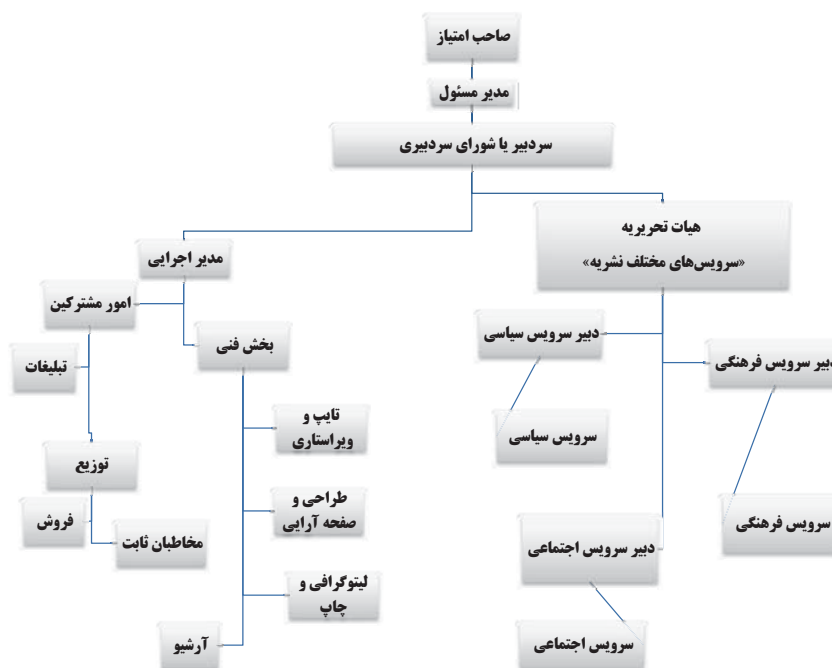 صاحب امتیاز
مدیر مسئول
سردبیر یا شورای سردبیری
هیات تحریریه
«سرویس‌های مختلف نشریه»
مدیر اجرایی
امور مشترکین
دبیر سرویس سیاسی
بخش فنی
دبیر سرویس فرهنگی
تبلیغات
تایپ و
ویراستاری
سرویس سیاسی
توزیع
طراحی و
صفحه آرایی
سرویس فرهنگی
فروش
مخاطبان ثابت
دبیر سرویس اجتماعی
لیتوگرافی و
چاپ
سرویس اجتماعی
آرشیو